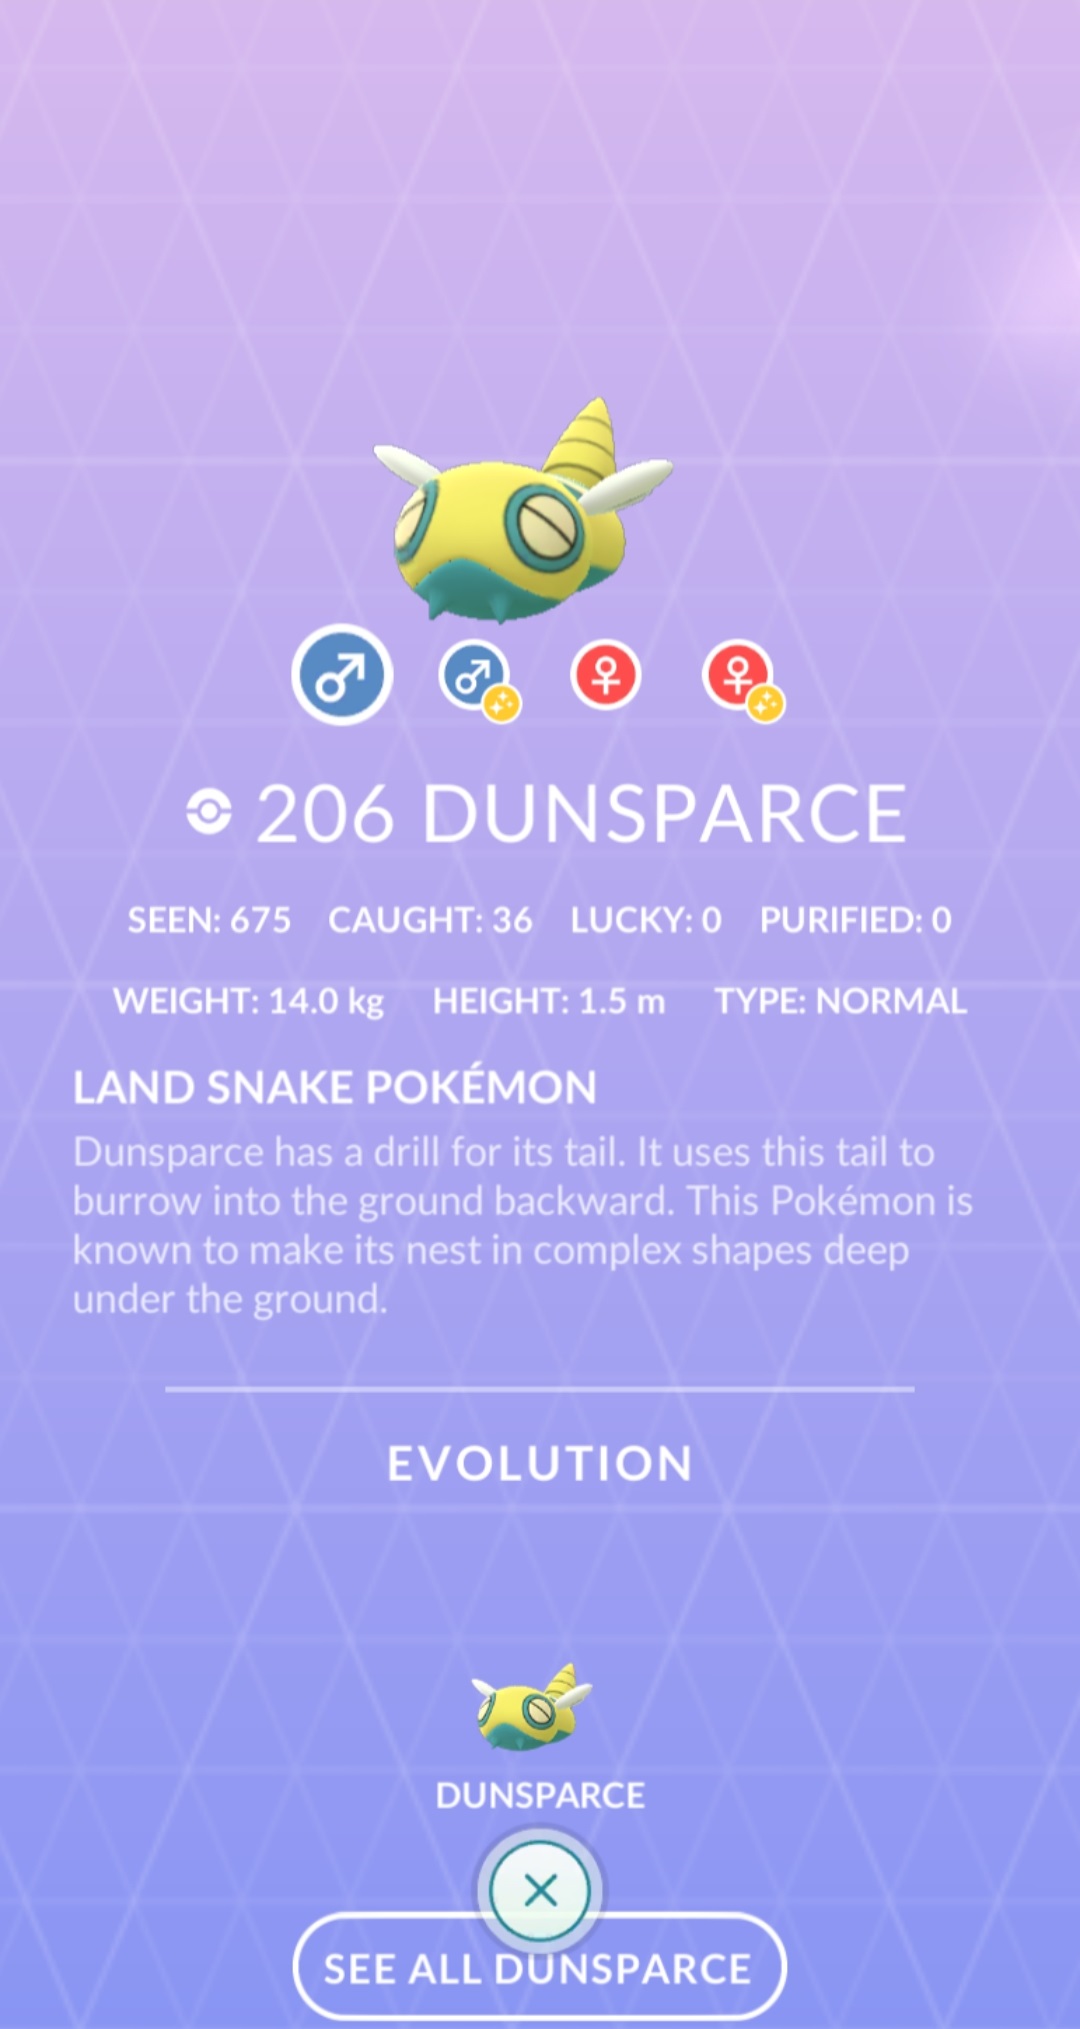 206 DUNSPARCE
SEEN: 675 CAUGHT: 36 LUCKY: 0 PURIFIED: 0
WEIGHT: 14.0 kg HEIGHT: 1.5 m TYPE: NORMAL
LAND SNAKE POKÉMON
Dunsparce has a drill for its tail. It uses this tail to
burrow into the ground backward. This Pokémon is
known to make its nest in complex shapes deep
under the ground.
EVOLUTION
DUNSPARCE
SEE ALL DUNSPARCE